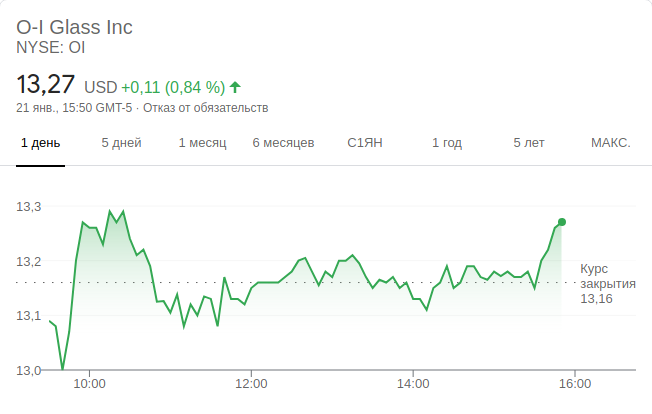 O-I Glass Inc
NYSE: OI
13,27 USD +0,11 (0,84 %)
21 янв., 15:50 GMT-5 · Отказ от обязательств
1 день 5 дней 1 месяц 6 месяцев С1ЯН 1 год 5 лет МАКС.
13,3
13,2
Курс
закрытия
13,16
13,1
13,0
10:00 12:00 14:00 16:00